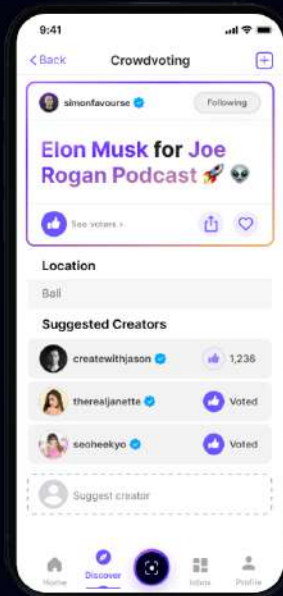 9:41
Back
Crowdvoting
simonfavourse
Following
Elon Musk for Joe
Rogan Podcast 🚀 👽
See voters >
Location
Bali
Suggested Creators
createwithjason
1,236
therealjanette
Voted
seoheekyo
Voted
Suggest creator
Home
Discover
Inbox
Profile